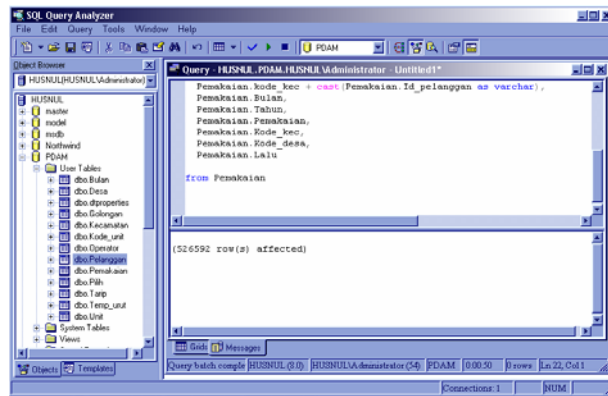 SQL Query Analyzer
File Edit Query Tools Window Help
PDAM
Object Browser
HUSNUL(HUSNUL\Administrator)
HUSNUL
master
model
msdb
Northwind
PDAM
User Tables
dbo.Bulan
dbo.Desa
dbo.dtproperties
dbo.Golongan
dbo.Kecamatan
dbo.Kode_unit
dbo.Operator
dbo.Pelanggan
dbo.Pemakaian
dbo.Pilih
dbo.Tarip
dbo.Temp_urut
dbo.Unit
System Tables
Views
Objects Templates
Query - HUSNUL.PDAM.HUSNUL\Administrator - Untitled1*
Pemakaian.kode_kec + cast(Pemakaian.Id_pelanggan as varchar),
Pemakaian.Bulan,
Pemakaian.Tahun,
Pemakaian.Pemakaian,
Pemakaian.Kode_kec,
Pemakaian.Kode_desa,
Pemakaian.Lalu
from Pemakaian
(526592 row(s) affected)
Grids Messages
Query batch comple HUSNUL (8.0) HUSNUL\Administrator (54) PDAM 0:00:50 0 rows Ln 22, Col 1
Connections: 1 NUM